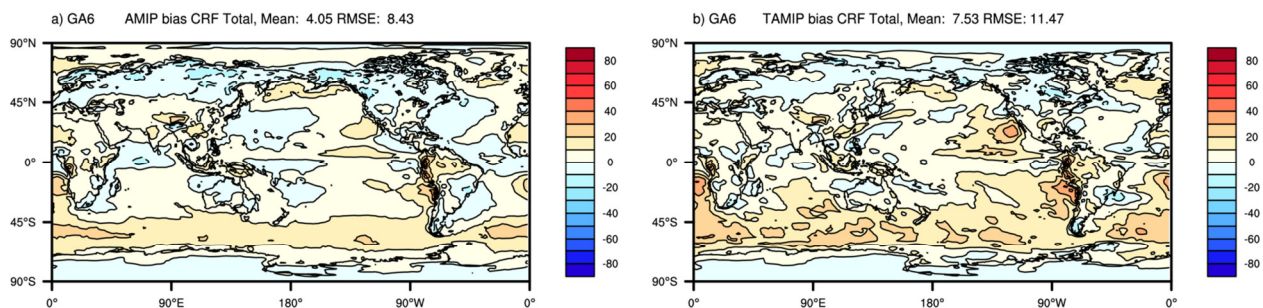 a) GA6 AMIP bias CRF Total, Mean: 4.05 RMSE: 8.43
90°N
45°N
0°
45°S
90°S
0° 90°E 180° 90°W 0°
80
60
40
20
0
-20
-40
-60
-80
b) GA6 TAMIP bias CRF Total, Mean: 7.53 RMSE: 11.47
90°N
45°N
0°
45°S
90°S
0° 90°E 180° 90°W 0°
80
60
40
20
0
-20
-40
-60
-80